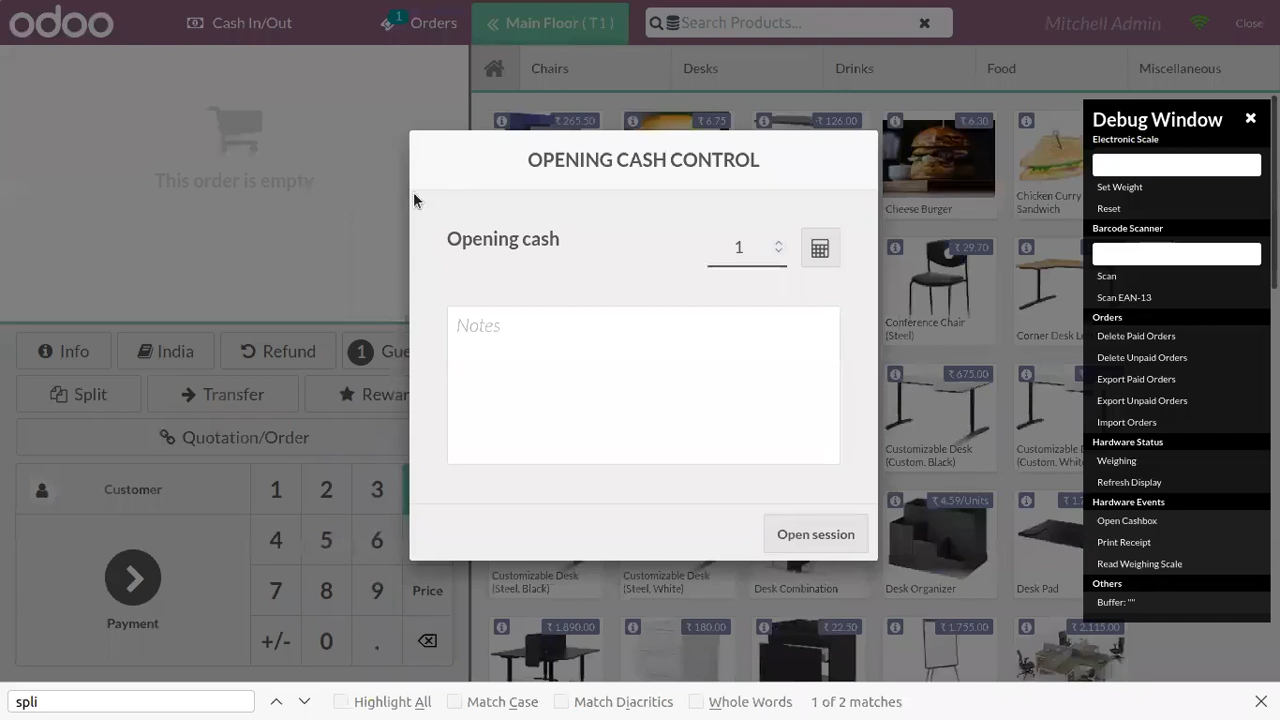 odoo
Cash In/Out
1
Orders
Main Floor ( T1 )
Search Products...
Mitchell Admin
Close
This order is empty
Chairs
Desks
Drinks
Food
Miscellaneous
₹ 265.50
₹ 6.75
₹ 126.00
₹ 6.30
Cheese Burger
Chicken Curry
Sandwich
₹ 29.70
Conference Chair
(Steel)
Corner Desk Le
₹ 675.00
Customizable Desk
(Custom, Black)
Customizable
(Custom, White
₹ 4.59/Units
Customizable Desk
(Steel, Black)
Customizable Desk
(Steel, White)
Desk Combination
Desk Organizer
Desk Pad
₹ 1,890.00
₹ 180.00
₹ 22.50
₹ 1,755.00
₹ 2,115.00
OPENING CASH CONTROL
Opening cash
1
Notes
Open session
Info
India
Refund
1
Gue
Split
Transfer
Rewar
Quotation/Order
Customer
1
2
3
4
5
6
7
8
9
Price
+/-
0
.
Payment
Debug Window
Electronic Scale
Set Weight
Reset
Barcode Scanner
Scan
Scan EAN-13
Orders
Delete Paid Orders
Delete Unpaid Orders
Export Paid Orders
Export Unpaid Orders
Import Orders
Hardware Status
Weighing
Refresh Display
Hardware Events
Open Cashbox
Print Receipt
Read Weighing Scale
Others
Buffer: ""
spli
Highlight All
Match Case
Match Diacritics
Whole Words
1 of 2 matches